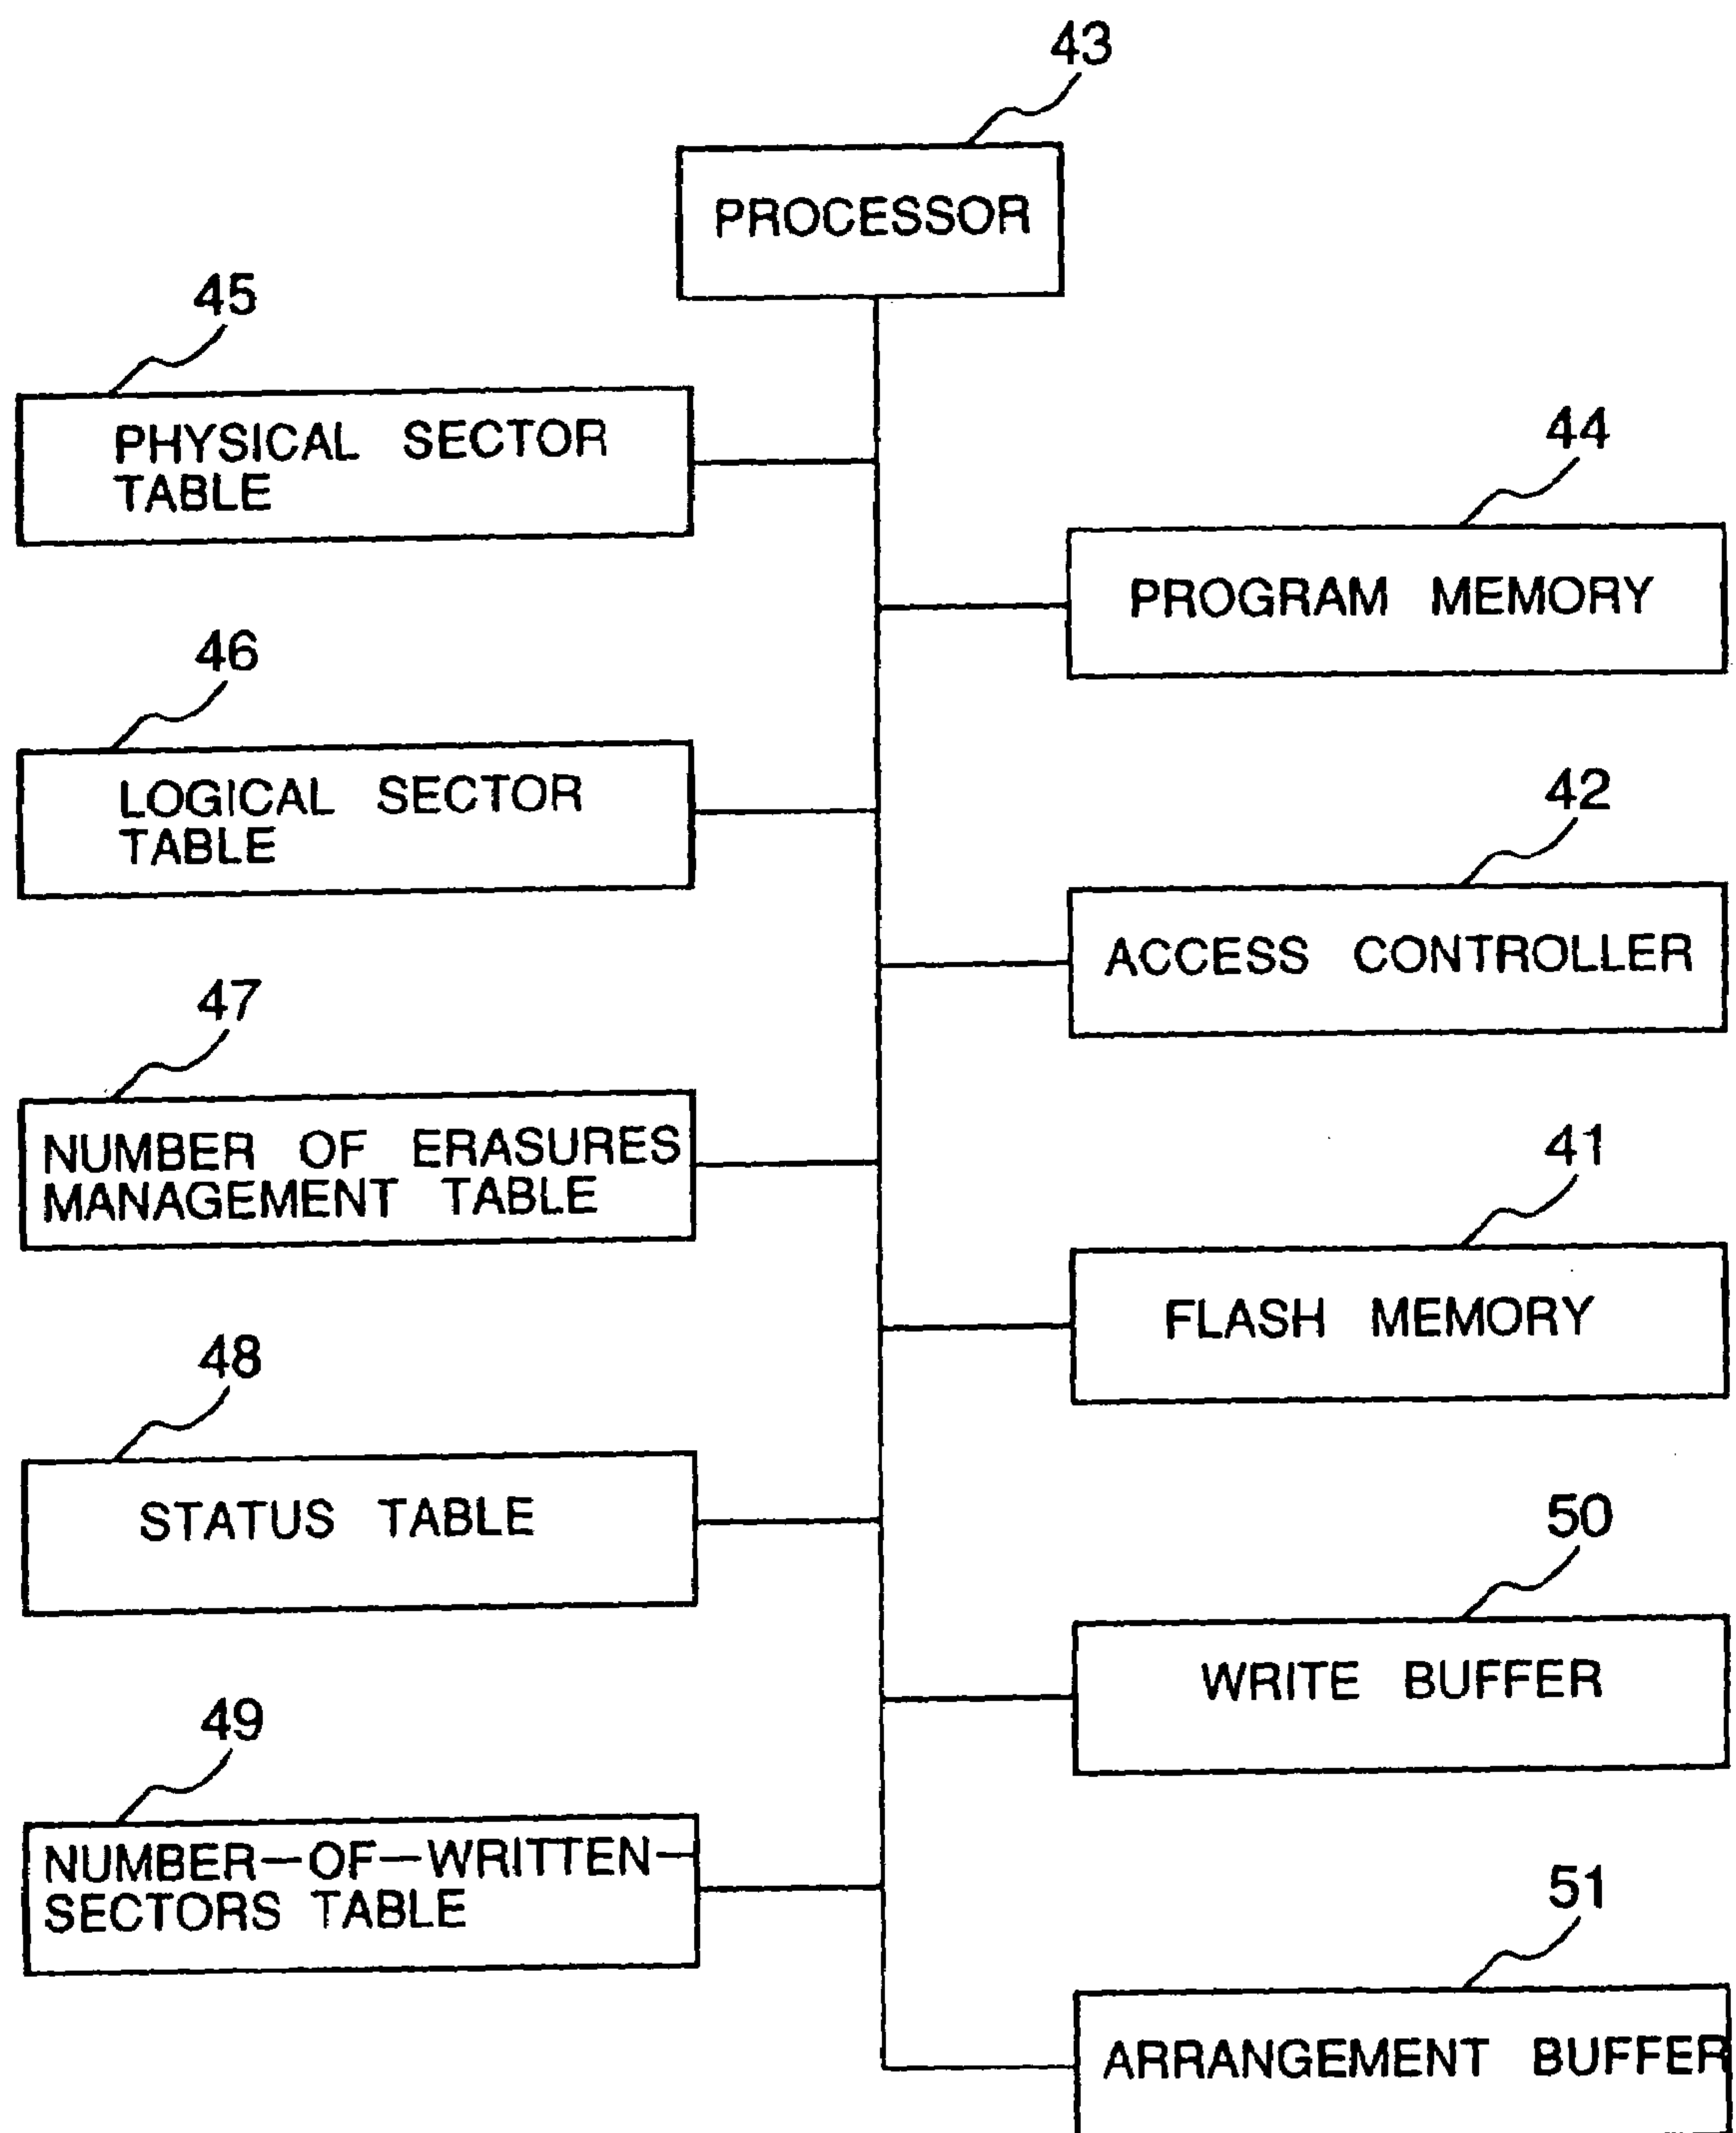 43
PROCESSOR
45
PHYSICAL SECTOR
TABLE
44
PROGRAM MEMORY
46
LOGICAL SECTOR
TABLE
42
ACCESS CONTROLLER
47
NUMBER OF ERASURES
MANAGEMENT TABLE
41
FLASH MEMORY
48
STATUS TABLE
50
WRITE BUFFER
49
NUMBER-OF-WRITTEN-
SECTORS TABLE
51
ARRANGEMENT BUFFER